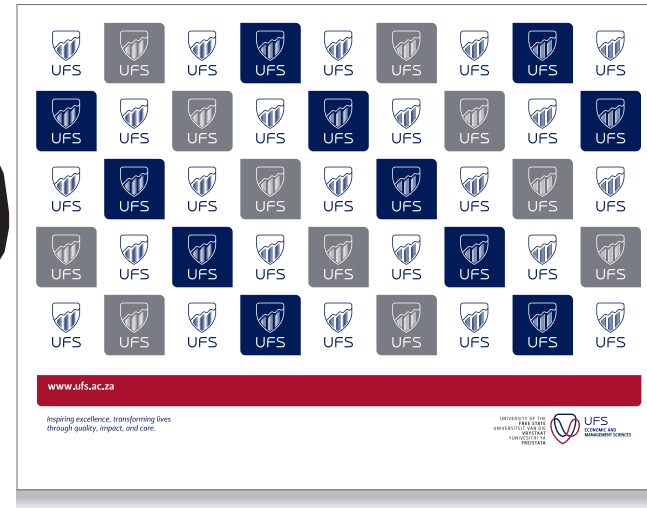 UFS UFS UFS UFS UFS UFS UFS UFS UFS
UFS UFS UFS UFS UFS UFS UFS UFS UFS
UFS UFS UFS UFS UFS UFS UFS UFS UFS
UFS UFS UFS UFS UFS UFS UFS UFS UFS
UFS UFS UFS UFS UFS UFS UFS UFS UFS
www.ufs.ac.za
Inspiring excellence, transforming lives
through quality, impact, and care.
UNIVERSITY OF THE
FREE STATE
UNIVERSITEIT VAN DIE
VRYSTAAT
YUNIVESITHI YA
FREISTATA
UFS
ECONOMIC AND
MANAGEMENT SCIENCES